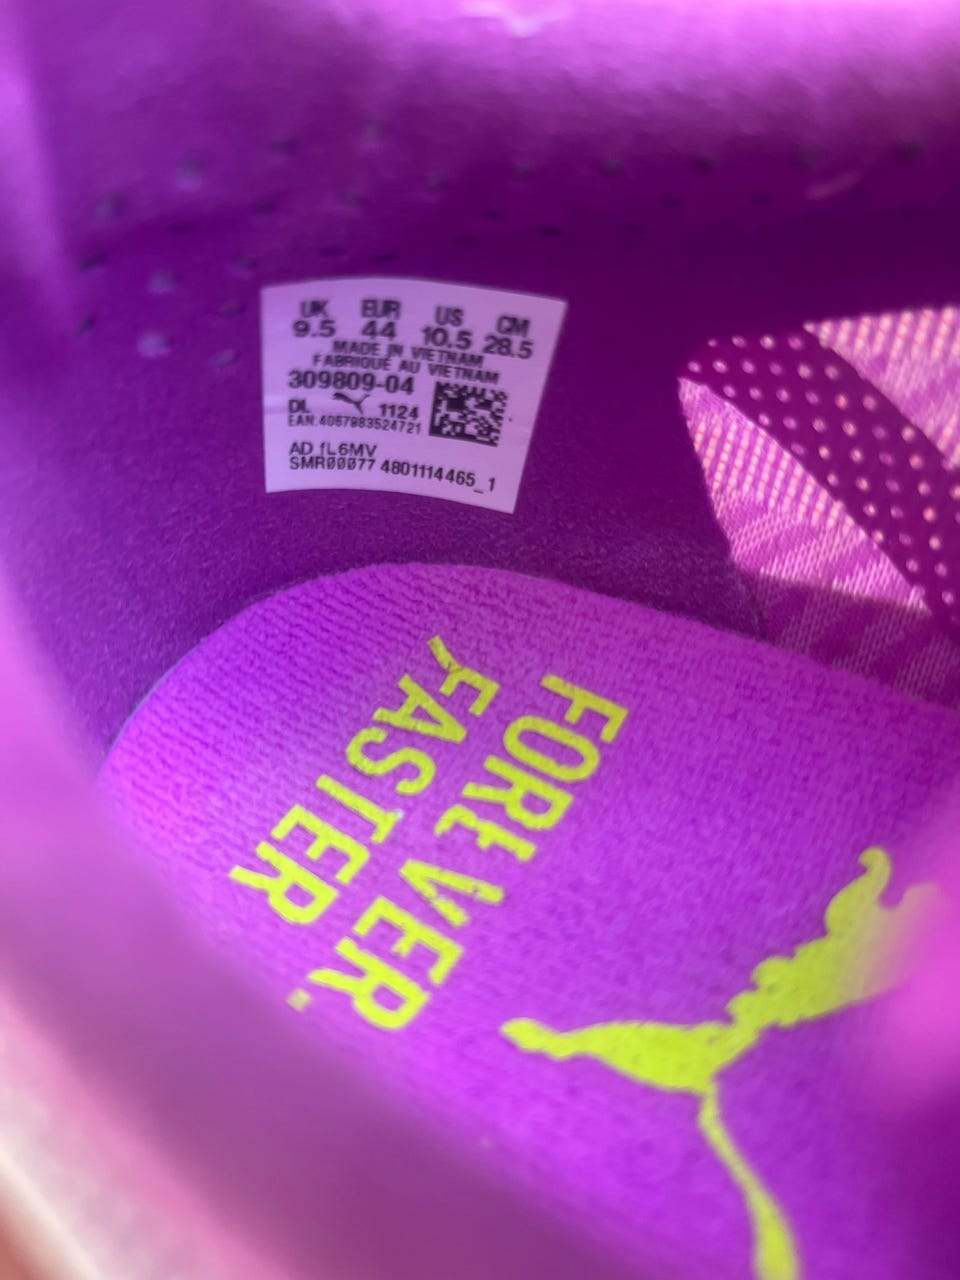 UK EUR US CM
9.5 44 10.5 28.5
MADE IN VIETNAM
FABRIQUE AU VIETNAM
309809-04
DL 1124
EAN:4067983524721
AD fL6MV
SMR00077 4801114465_1
FOREVER
FASTER.